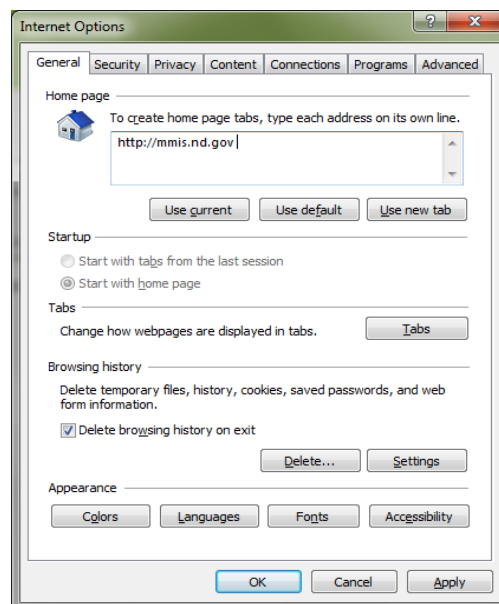 Internet Options
?
General Security Privacy Content Connections Programs Advanced
Home page
To create home page tabs, type each address on its own line.
http://mmis.nd.gov
Use current Use default Use new tab
Startup
Start with tabs from the last session
Start with home page
Tabs
Change how webpages are displayed in tabs. Tabs
Browsing history
Delete temporary files, history, cookies, saved passwords, and web
form information.
Delete browsing history on exit
Delete... Settings
Appearance
Colors Languages Fonts Accessibility
OK Cancel Apply